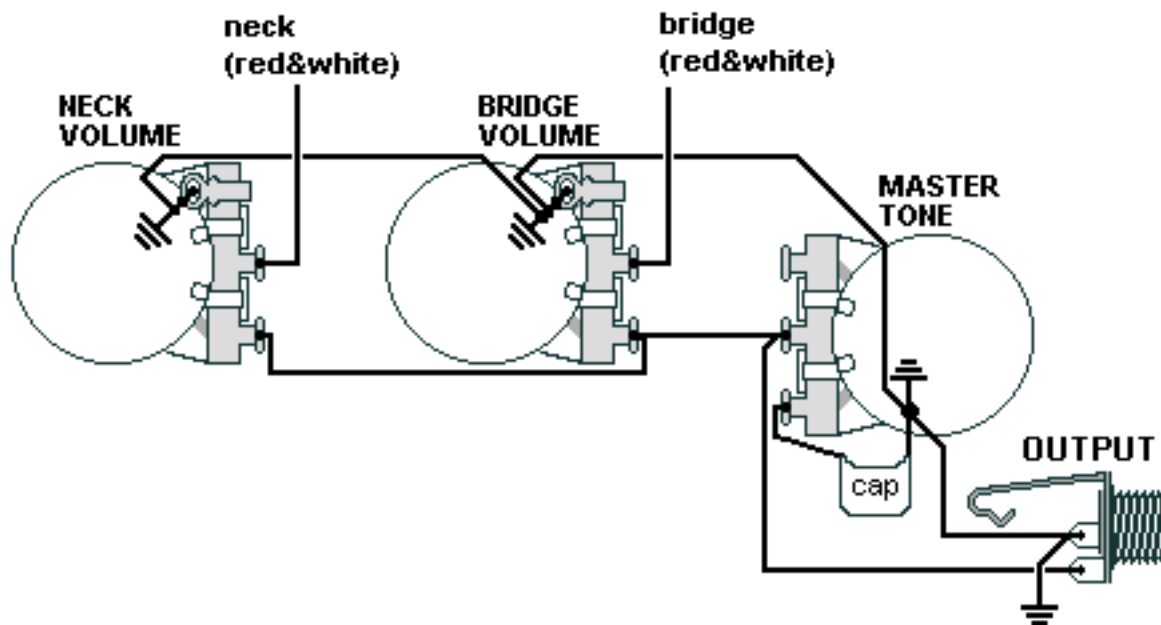 neck
(red&white)
bridge
(red&white)
NECK
VOLUME
BRIDGE
VOLUME
MASTER
TONE
OUTPUT
cap